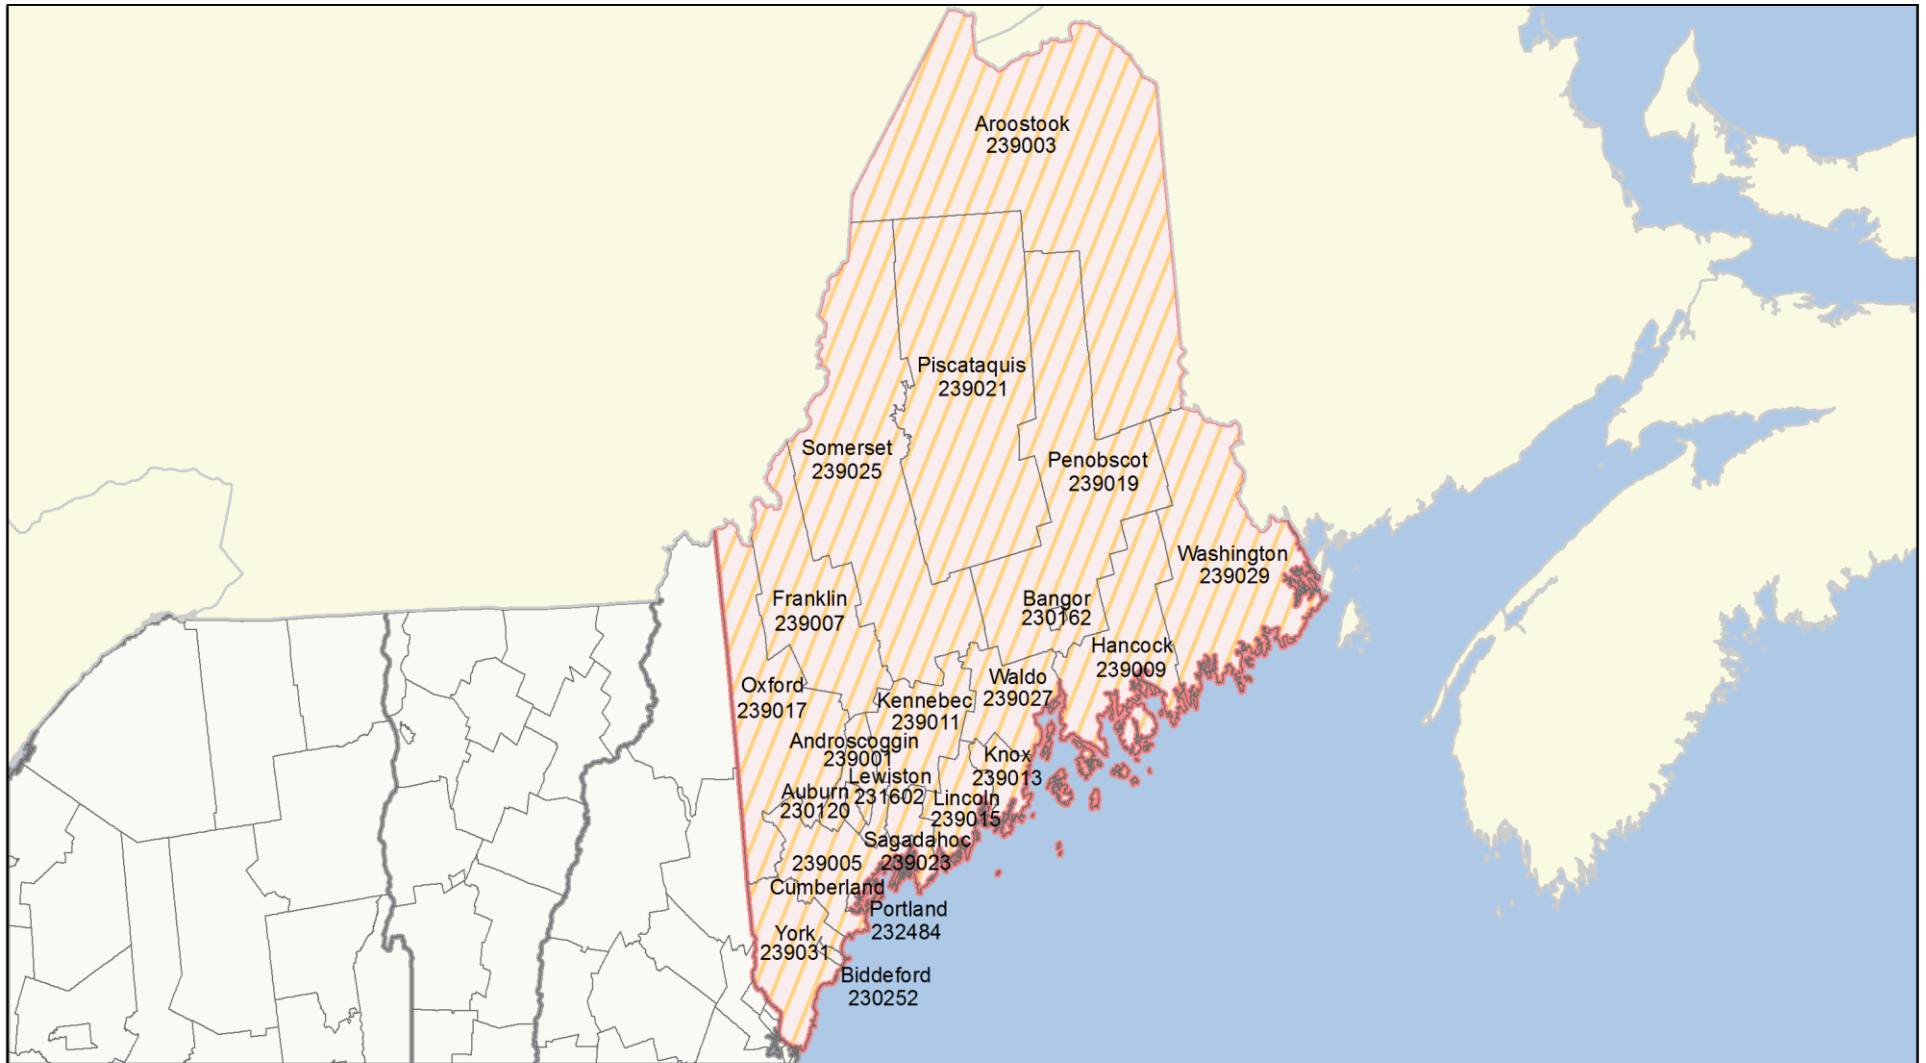 Aroostook
239003
Piscataquis
239021
Somerset
239025
Penobscot
239019
Washington
239029
Franklin
239007
Bangor
230162
Hancock
239009
Waldo
239027
Oxford
239017
Kennebec
239011
Androscoggin
239001
Knox
239013
Lewiston
231602
Auburn
230120
Lincoln
239015
Sagadahoc
239023
239005
Cumberland
Portland
232484
York
239031
Biddeford
230252